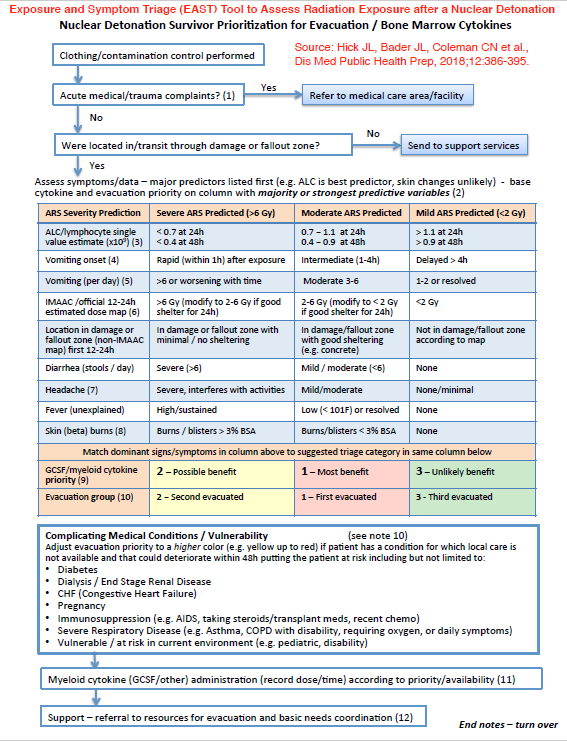 Exposure and Symptom Triage (EAST) Tool to Assess Radiation Exposure after a Nuclear Detonation
Nuclear Detonation Survivor Prioritization for Evacuation / Bone Marrow Cytokines
Clothing/contamination control performed
Source: Hick JL, Bader JL, Coleman CN et al.,
Dis Med Public Health Prep, 2018;12:386-395.
Acute medical/trauma complaints? (1)
Yes
Refer to medical care area/facility
No
Were located in/transit through damage or fallout zone?
No
Send to support services
Yes
Assess symptoms/data – major predictors listed first (e.g. ALC is best predictor, skin changes unlikely) - base
cytokine and evacuation priority on column with majority or strongest predictive variables (2)
ARS Severity Prediction
Severe ARS Predicted (>6 Gy)
Moderate ARS Predicted
Mild ARS Predicted (<2 Gy)
ALC/lymphocyte single
value estimate (x10⁹) (3)
< 0.7 at 24h
< 0.4 at 48h
0.7 – 1.1 at 24h
0.4 – 0.9 at 48h
> 1.1 at 24h
> 0.9 at 48h
Vomiting onset (4)
Rapid (within 1h) after exposure
Intermediate (1-4h)
Delayed > 4h
Vomiting (per day) (5)
>6 or worsening with time
Moderate 3-6
1-2 or resolved
IMAAC /official 12-24h
estimated dose map (6)
>6 Gy (modify to 2-6 Gy if good
shelter for 24h)
2-6 Gy (modify to < 2 Gy
if good shelter for 24h)
<2 Gy
Location in damage or
fallout zone (non-IMAAC
map) first 12-24h
In damage or fallout zone with
minimal / no sheltering
In damage/fallout zone
with good sheltering
(e.g. concrete)
Not in damage/fallout zone
according to map
Diarrhea (stools / day)
Severe (>6)
Mild / moderate (<6)
None
Headache (7)
Severe, interferes with activities
Mild/moderate
None/minimal
Fever (unexplained)
High/sustained
Low (< 101F) or resolved
None
Skin (beta) burns (8)
Burns / blisters > 3% BSA
Burns/blisters < 3% BSA
None
Match dominant signs/symptoms in column above to suggested triage category in same column below
GCSF/myeloid cytokine
priority (9)
2 – Possible benefit
1 – Most benefit
3 – Unlikely benefit
Evacuation group (10)
2 – Second evacuated
1 – First evacuated
3 - Third evacuated
Complicating Medical Conditions / Vulnerability (see note 10)
Adjust evacuation priority to a higher color (e.g. yellow up to red) if patient has a condition for which local care is
not available and that could deteriorate within 48h putting the patient at risk including but not limited to:
• Diabetes
• Dialysis / End Stage Renal Disease
• CHF (Congestive Heart Failure)
• Pregnancy
• Immunosuppression (e.g. AIDS, taking steroids/transplant meds, recent chemo)
• Severe Respiratory Disease (e.g. Asthma, COPD with disability, requiring oxygen, or daily symptoms)
• Vulnerable / at risk in current environment (e.g. pediatric, disability)
Myeloid cytokine (GCSF/other) administration (record dose/time) according to priority/availability (11)
Support – referral to resources for evacuation and basic needs coordination (12)
End notes – turn over